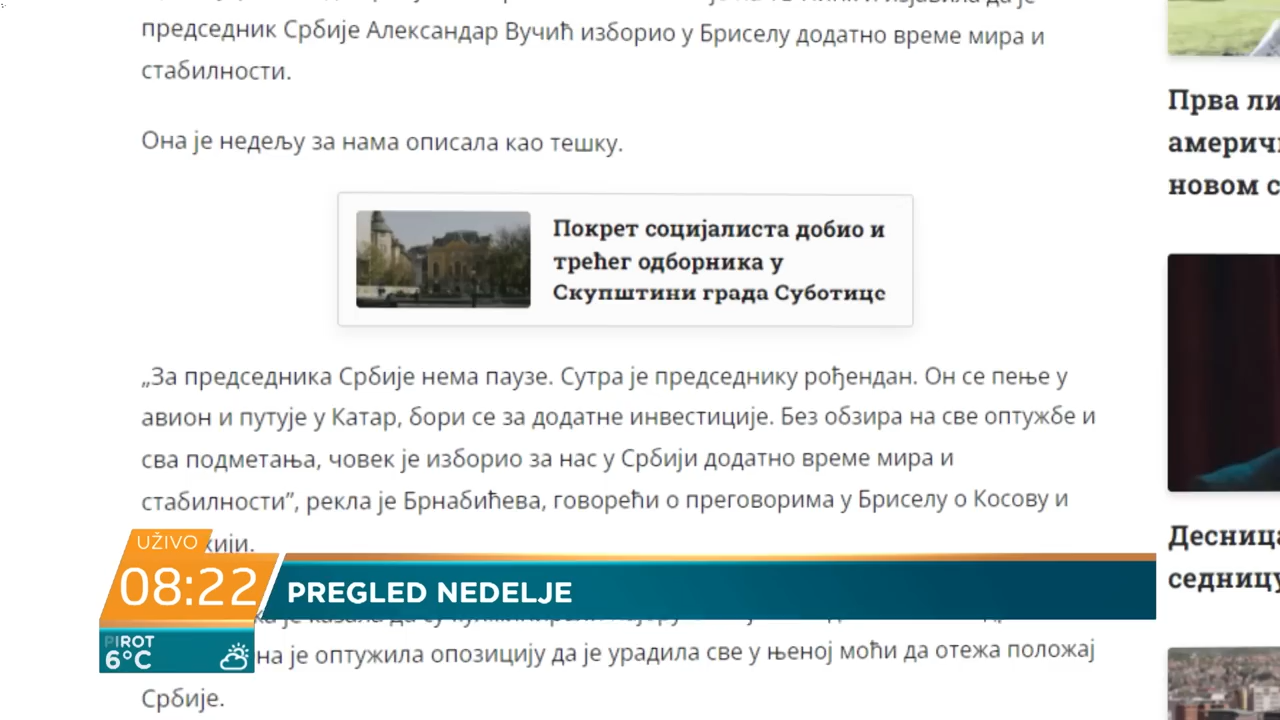 председник Србије Александар Вучић изборио у Бриселу додатно време мира и
стабилности.
Она је недељу за нама описала као тешку.
Покрет социјалиста добио и
трећег одборника у
Скупштини града Суботице
„За председника Србије нема паузе. Сутра је председнику рођендан. Он се пење у
авион и путује у Катар, бори се за додатне инвестиције. Без обзира на све оптужбе и
сва подметања, човек је изборио за нас у Србији додатно време мира и
стабилности”, рекла је Брнабићева, говорећи о преговорима у Бриселу о Косову и
на је оптужила опозицију да је урадила све у њеној моћи да отежа положај
Србије.
Прва
америч
новом с
Десница
седницу
UŽIVO
08:22
PREGLED NEDELJE
PIROT
6°C